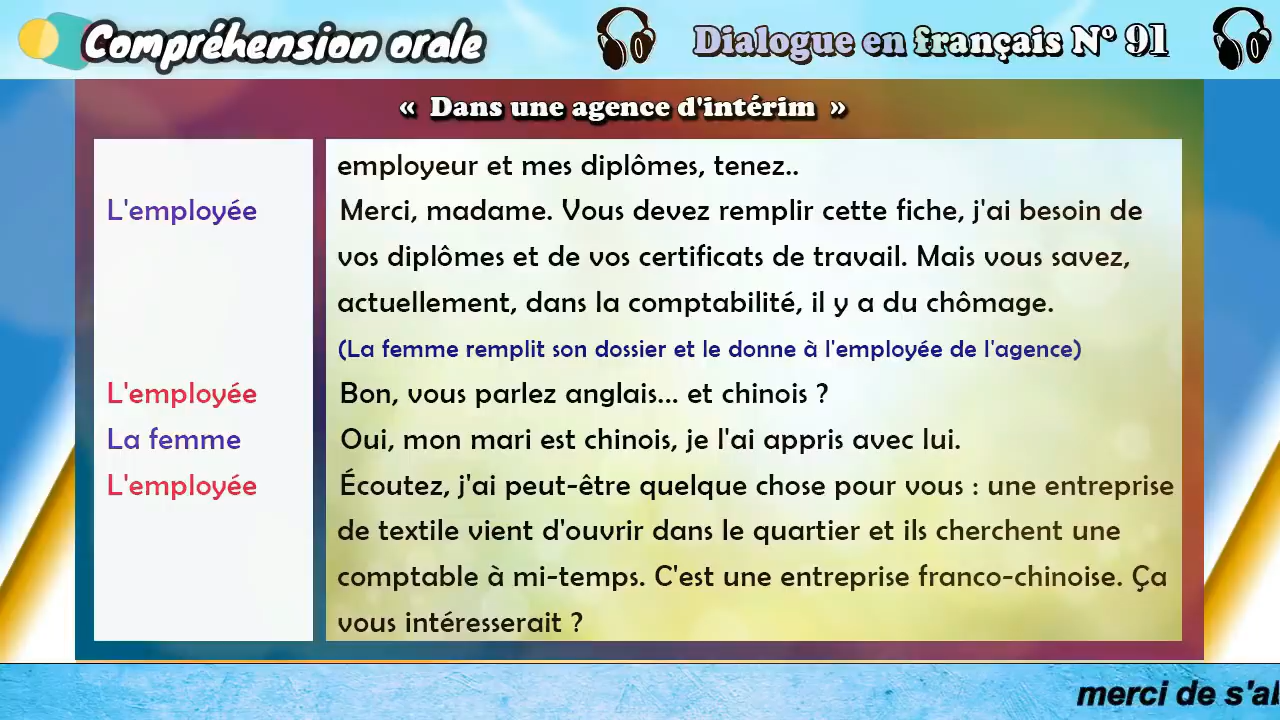 Compréhension orale
Dialogue en français Nº 91
« Dans une agence d'intérim »
employeur et mes diplômes, tenez..
L'employée Merci, madame. Vous devez remplir cette fiche, j'ai besoin de
vos diplômes et de vos certificats de travail. Mais vous savez,
actuellement, dans la comptabilité, il y a du chômage.
(La femme remplit son dossier et le donne à l'employée de l'agence)
L'employée Bon, vous parlez anglais... et chinois ?
La femme Oui, mon mari est chinois, je l'ai appris avec lui.
L'employée Écoutez, j'ai peut-être quelque chose pour vous : une entreprise
de textile vient d'ouvrir dans le quartier et ils cherchent une
comptable à mi-temps. C'est une entreprise franco-chinoise. Ça
vous intéresserait ?
merci de s'ab